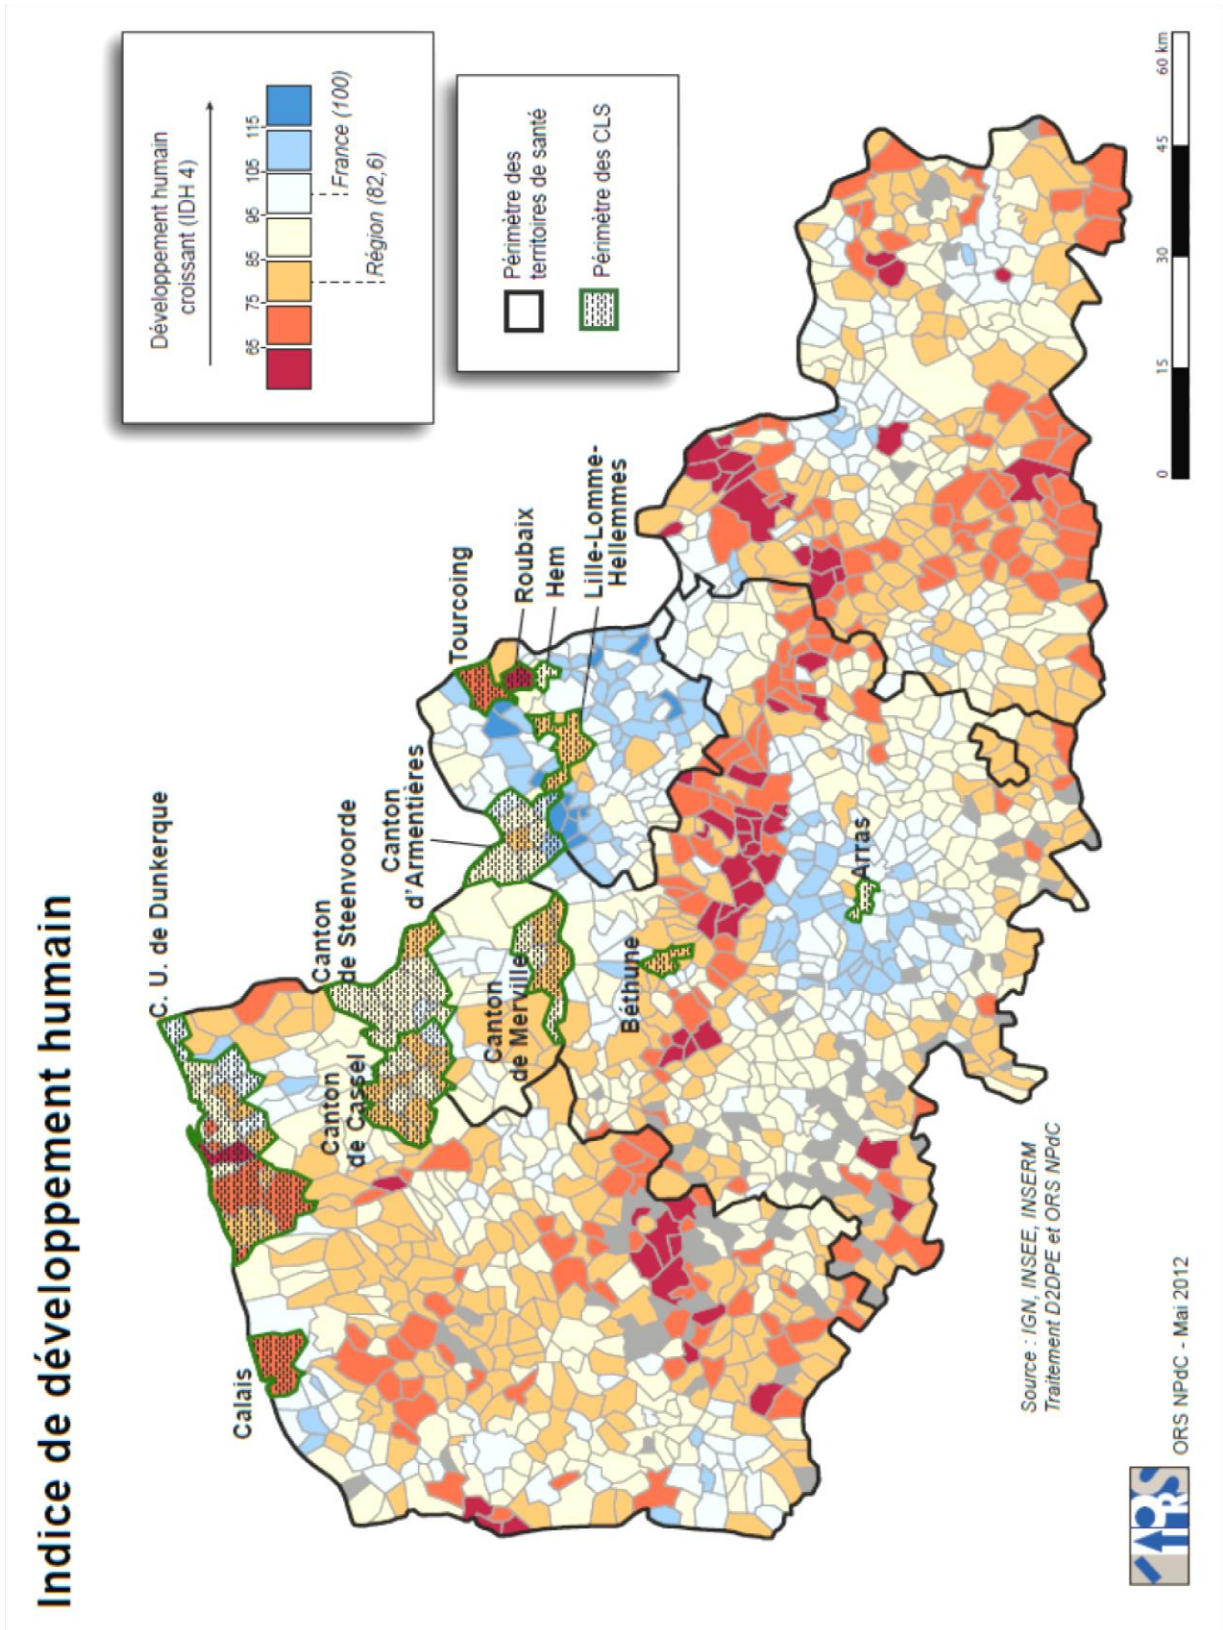 Indice de développement humain
Développement humain
croissant (IDH 4)
65 75 85 95 105 115
France (100)
Région (82,6)
Périmètre des
territoires de santé
Périmètre des CLS
C. U. de Dunkerque
Calais
Canton
de Steenvoorde
Canton
d'Armentières
Tourcoing
Roubaix
Hem
Lille-Lomme-
Hellemmes
Canton
de Cassel
Canton
de Merville
Béthune
Arras
Source : IGN, INSEE, INSERM
Traitement D2DPE et ORS NPdC
0 15 30 45 60 km
ORS
ORS NPdC - Mai 2012